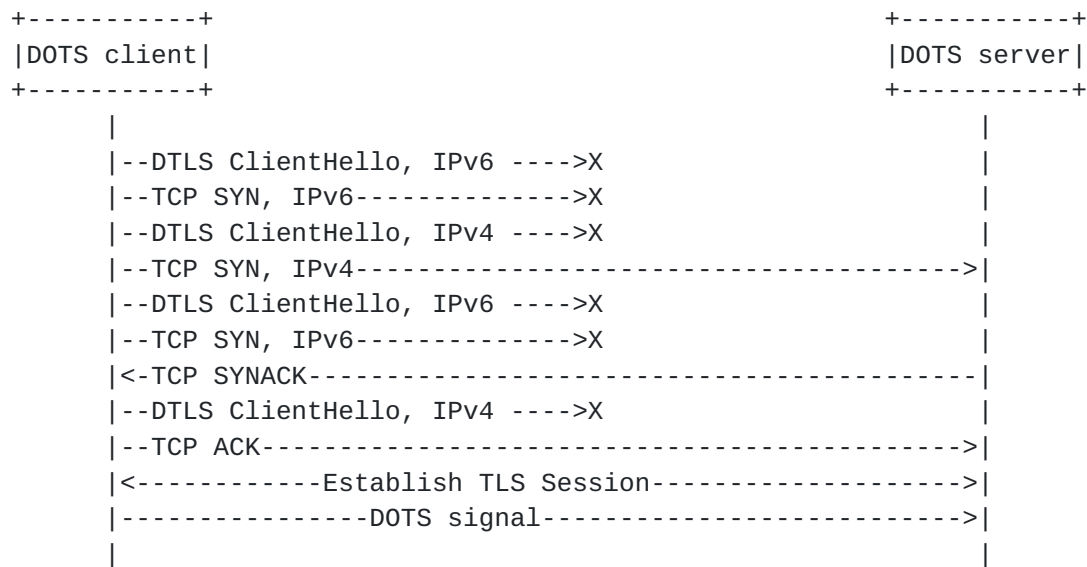 +-----------+                                           +-----------+
|DOTS client|                                           |DOTS server|
+-----------+                                           +-----------+
      |                                                       |
      |--DTLS ClientHello, IPv6 ---->X                        |
      |--TCP SYN, IPv6-------------->X                        |
      |--DTLS ClientHello, IPv4 ---->X                        |
      |--TCP SYN, IPv4--------------------------------------->|
      |--DTLS ClientHello, IPv6 ---->X                        |
      |--TCP SYN, IPv6-------------->X                        |
      |<-TCP SYNACK-------------------------------------------|
      |--DTLS ClientHello, IPv4 ---->X                        |
      |--TCP ACK--------------------------------------------->|
      |<------------Establish TLS Session-------------------->|
      |----------------DOTS signal--------------------------->|
      |                                                       |